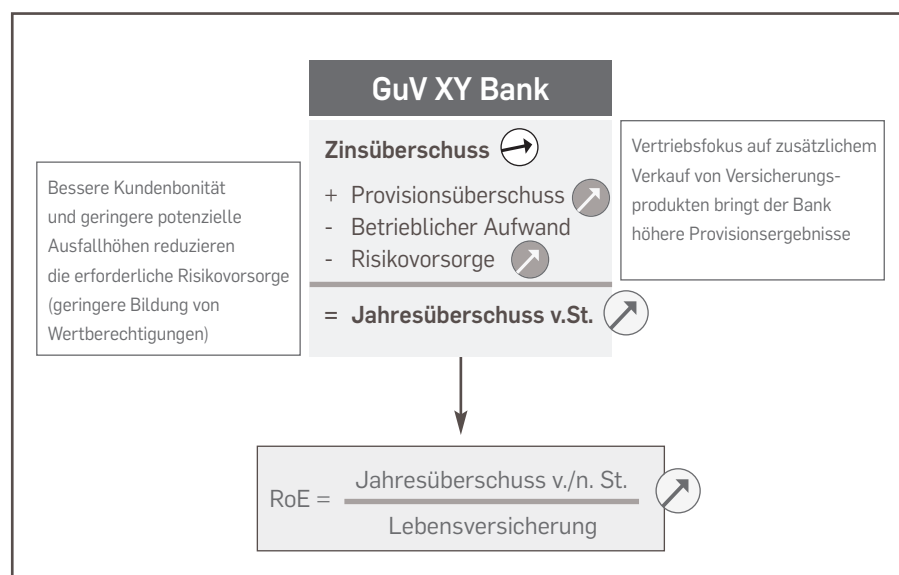 GuV XY Bank
Zinsüberschuss
+ Provisionsüberschuss
- Betrieblicher Aufwand
- Risikovorsorge
= Jahresüberschuss v.St.
Bessere Kundenbonität
und geringere potenzielle
Ausfallhöhen reduzieren
die erforderliche Risikovorsorge
(geringere Bildung von
Wertberechtigungen)
Vertriebsfokus auf zusätzlichem
Verkauf von Versicherungs-
produkten bringt der Bank
höhere Provisionsergebnisse
RoE =
Jahresüberschuss v./n. St.
Lebensversicherung